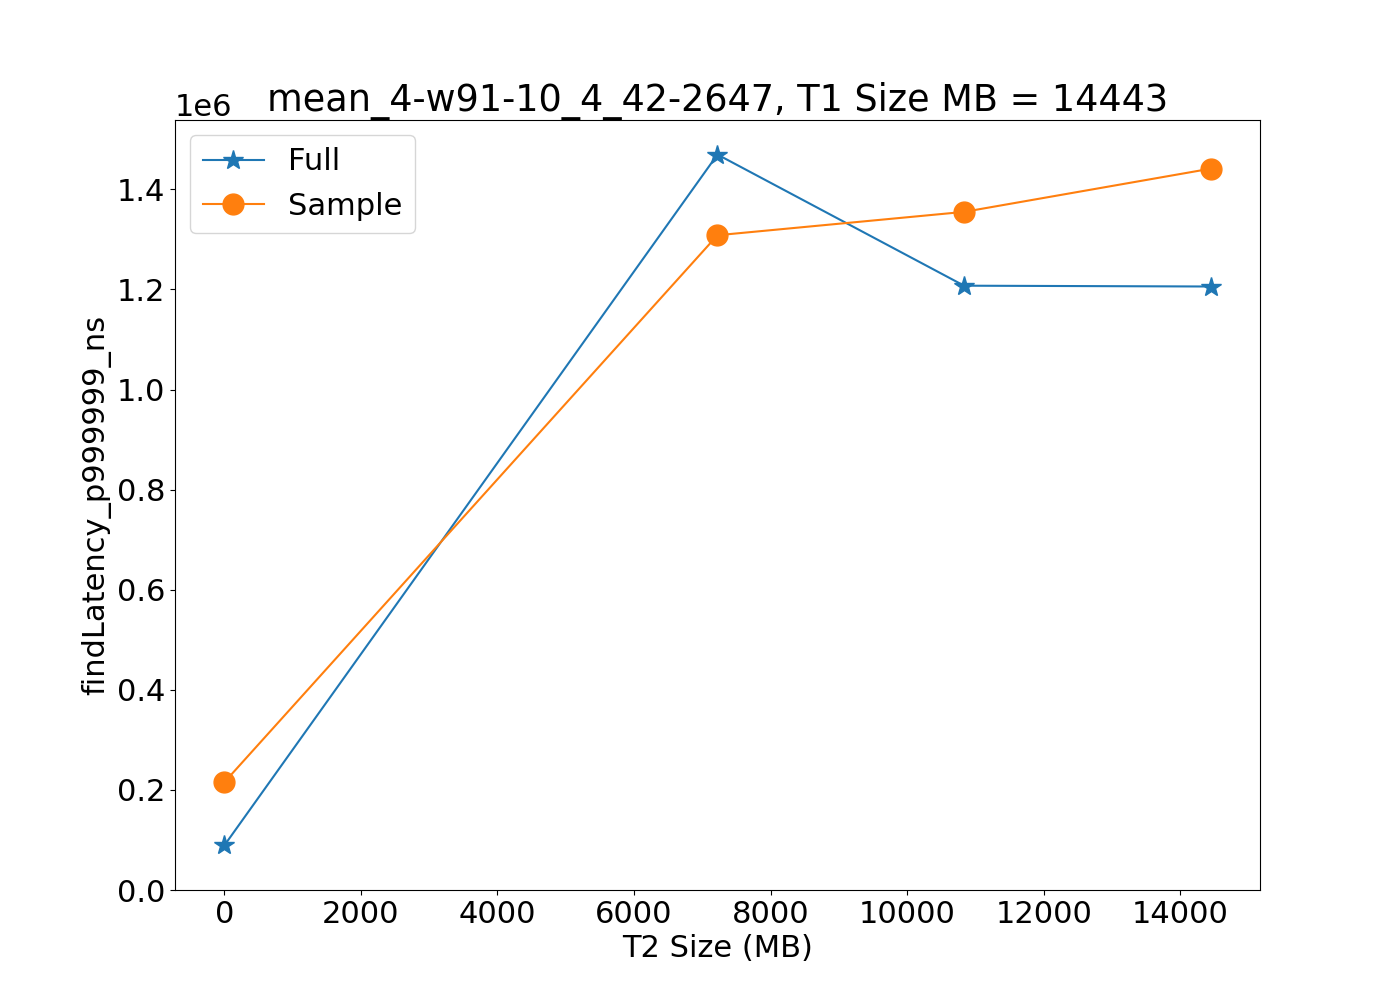 1e6
mean_4-w91-10_4_42-2647, T1 Size MB = 14443
Full
Sample
1.4
1.2
1.0
0.8
0.6
0.4
0.2
0.0
findLatency_p999999_ns
0 2000 4000 6000 8000 10000 12000 14000
T2 Size (MB)